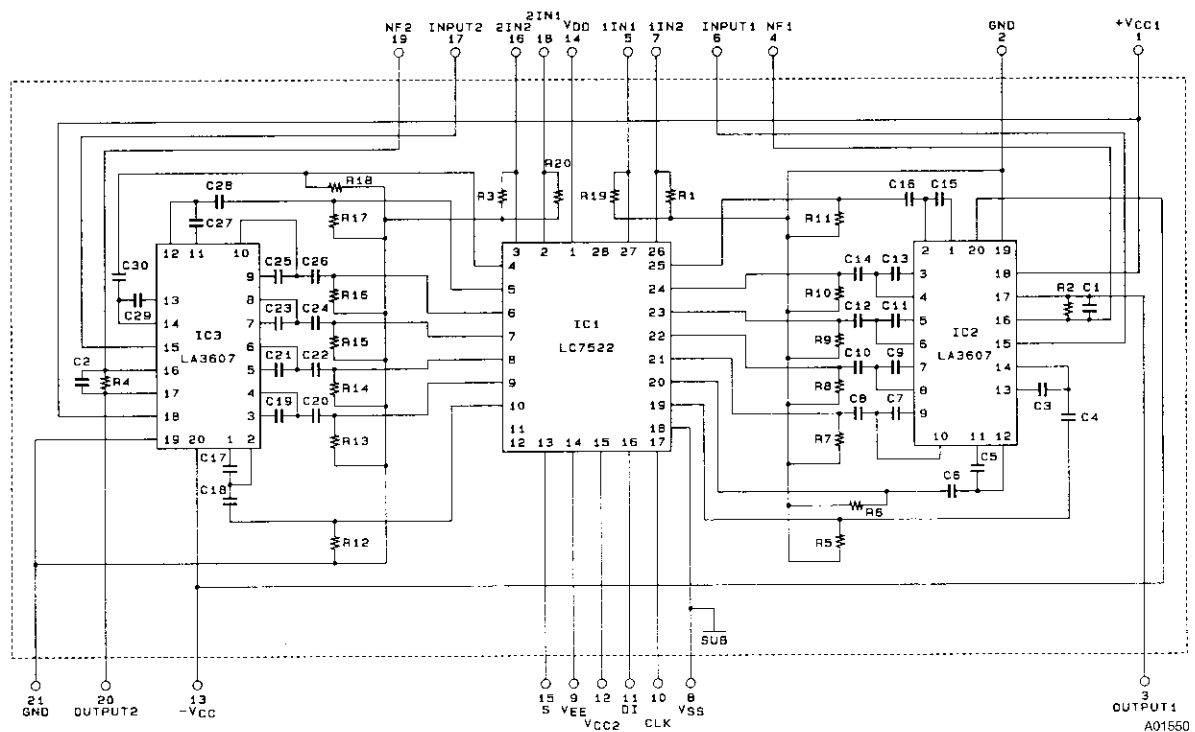 NF2 INPUT2 2IN2 2IN1 VDD 1IN1 1IN2 INPUT1 NF1 GND +VCC1
19 17 16 18 14 5 7 6 4 2 1
R18 R3 R20 R19 R1
C28 R17 R11 C16 C15
C27
12 11 10 3 2 1 28 27 26 2 1 20 19
C30 9 C25 C26 4 25 3 C14 C13 18
R16 5 24 R10 4 17 R2 C1
13 8 C23 C24 6 23 C12 C11 5 16
C29
14 IC3 7 R15 7 IC1 22 R9 6 IC2 15
15 LA3607 6 C21 C22 8 LC7522 21 C10 C9 7 LA3607 14
C2 R4 16 5 R14 9 20 R8 8 13 C3 C4
17 4 C19 C20 10 19 C8 C7 9
18 3 R13 11 18 R7 10 11 12
19 20 1 2 12 13 14 15 16 17
C17 C5
C18 C6
R6
R12 R5
SUB
21 20 13 15 9 12 11 10 8 3
GND OUTPUT2 -VCC S VEE VCC2 DI CLK VSS OUTPUT1
A01550